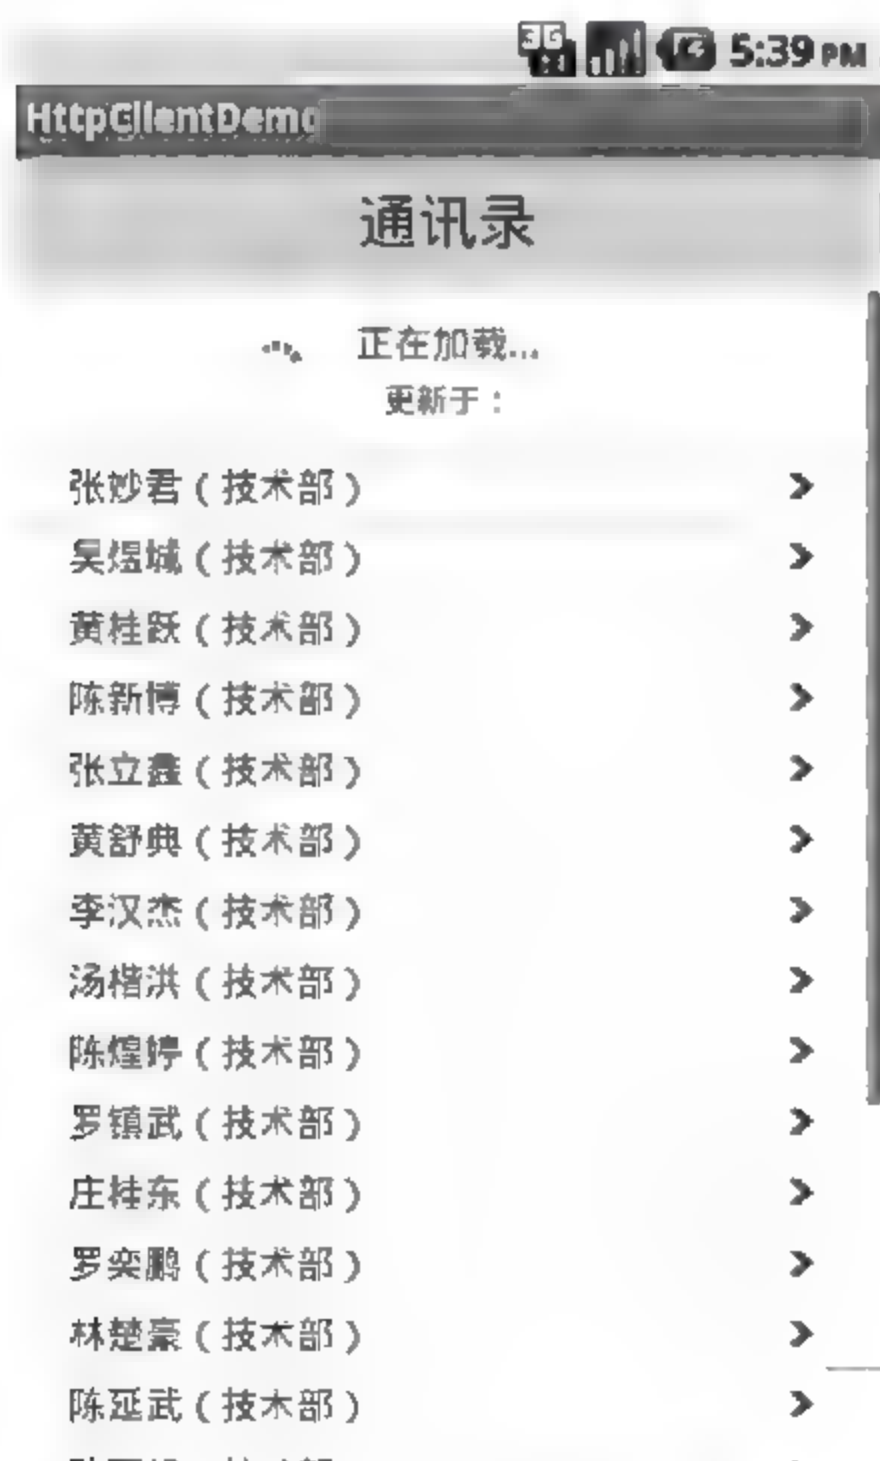 3G 5:39 PM
HttpClientDemo
通讯录
正在加载...
更新于：
张妙君（技术部）
吴煜城（技术部）
黄桂跃（技术部）
陈新博（技术部）
张立鑫（技术部）
黄舒典（技术部）
李汉杰（技术部）
汤楷洪（技术部）
陈煌婷（技术部）
罗镇武（技术部）
庄桂东（技术部）
罗奕鹏（技术部）
林楚豪（技术部）
陈延武（技术部）